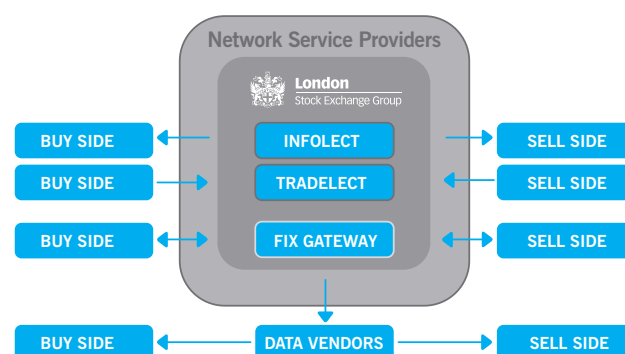 Network Service Providers
London
Stock Exchange Group
BUY SIDE
INFOLECT
SELL SIDE
BUY SIDE
TRADELECT
SELL SIDE
BUY SIDE
FIX GATEWAY
SELL SIDE
BUY SIDE
DATA VENDORS
SELL SIDE